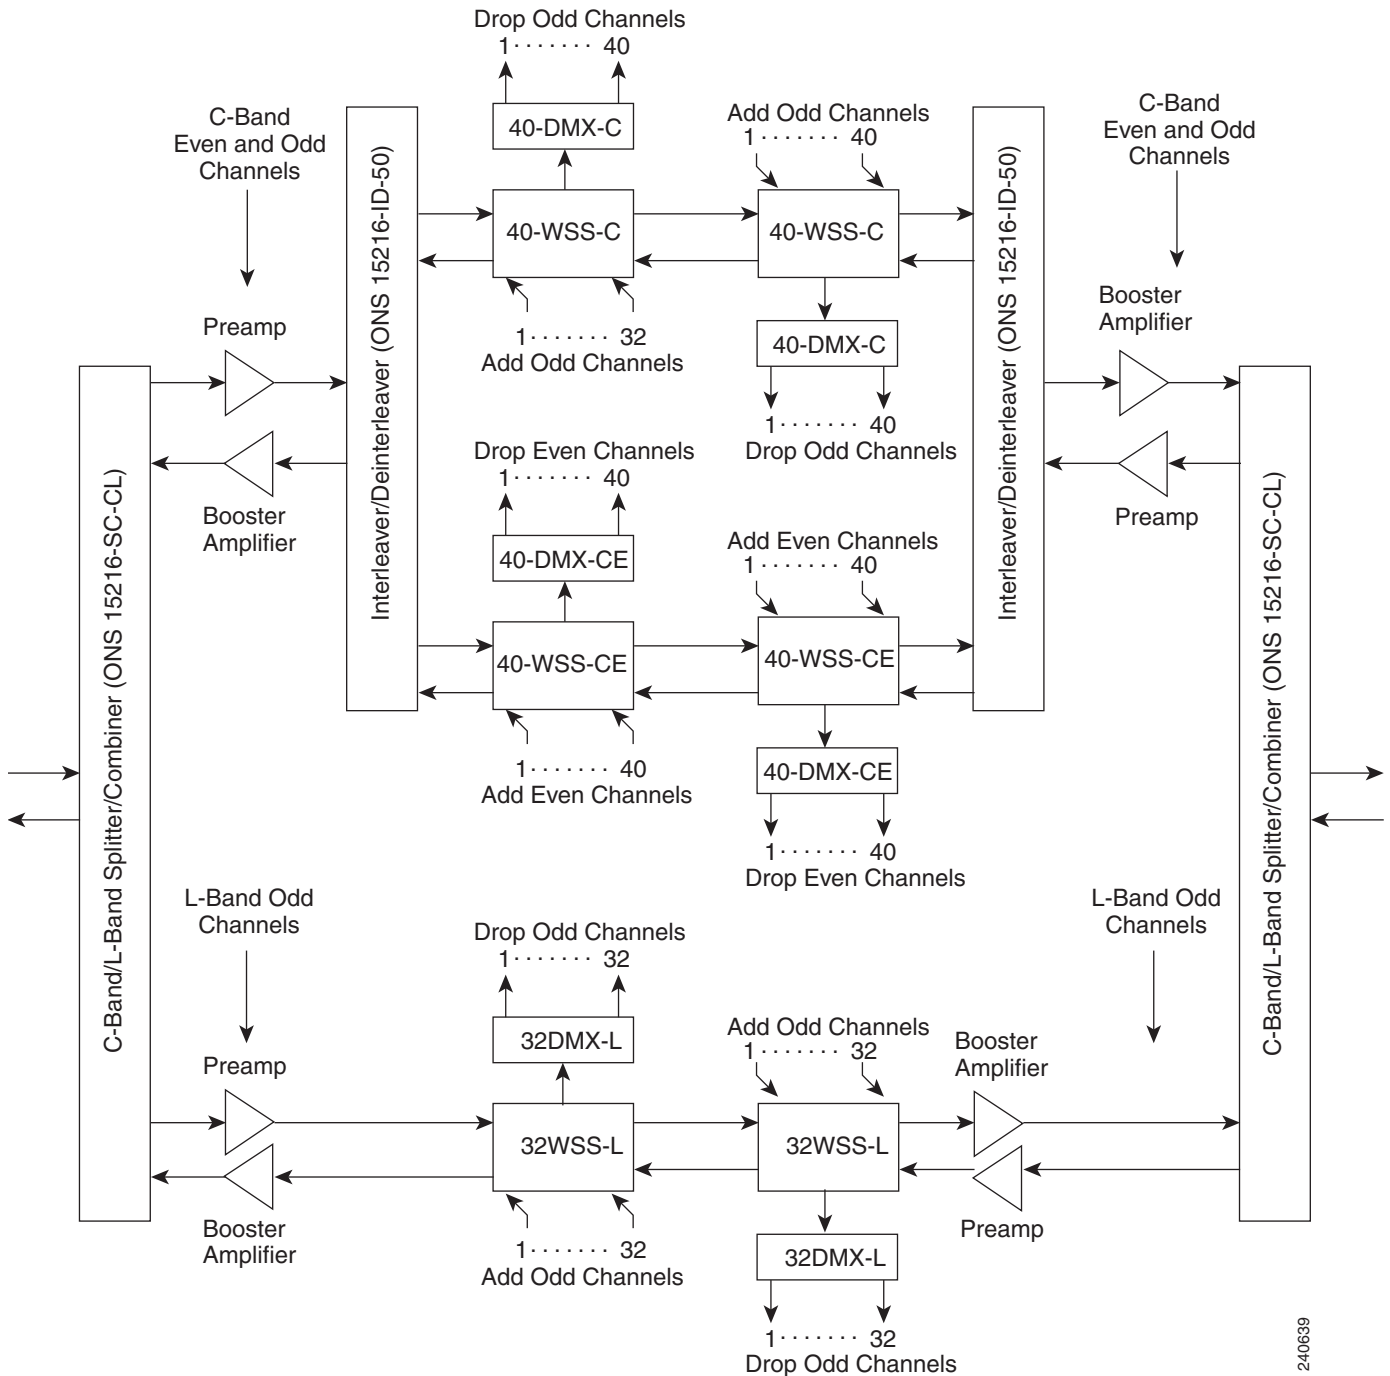 Drop Odd Channels
1 . . . . . . . 40
C-Band
Even and Odd
Channels
40-DMX-C
Add Odd Channels
1 . . . . . . . 40
C-Band
Even and Odd
Channels
Interleaver/Deinterleaver (ONS 15216-ID-50)
40-WSS-C
40-WSS-C
Interleaver/Deinterleaver (ONS 15216-ID-50)
Preamp
1 . . . . . . . 32
Add Odd Channels
40-DMX-C
Booster
Amplifier
1 . . . . . . . 40
Drop Odd Channels
Drop Even Channels
1 . . . . . . . 40
Booster
Amplifier
Preamp
40-DMX-CE
Add Even Channels
1 . . . . . . . 40
40-WSS-CE
40-WSS-CE
1 . . . . . . . 40
Add Even Channels
40-DMX-CE
1 . . . . . . . 40
Drop Even Channels
C-Band/L-Band Splitter/Combiner (ONS 15216-SC-CL)
C-Band/L-Band Splitter/Combiner (ONS 15216-SC-CL)
L-Band Odd
Channels
L-Band Odd
Channels
Drop Odd Channels
1 . . . . . . . 32
32DMX-L
Add Odd Channels
1 . . . . . . . 32
Preamp
Booster
Amplifier
32WSS-L
32WSS-L
Booster
Amplifier
Preamp
1 . . . . . . . 32
Add Odd Channels
32DMX-L
1 . . . . . . . 32
Drop Odd Channels
240639